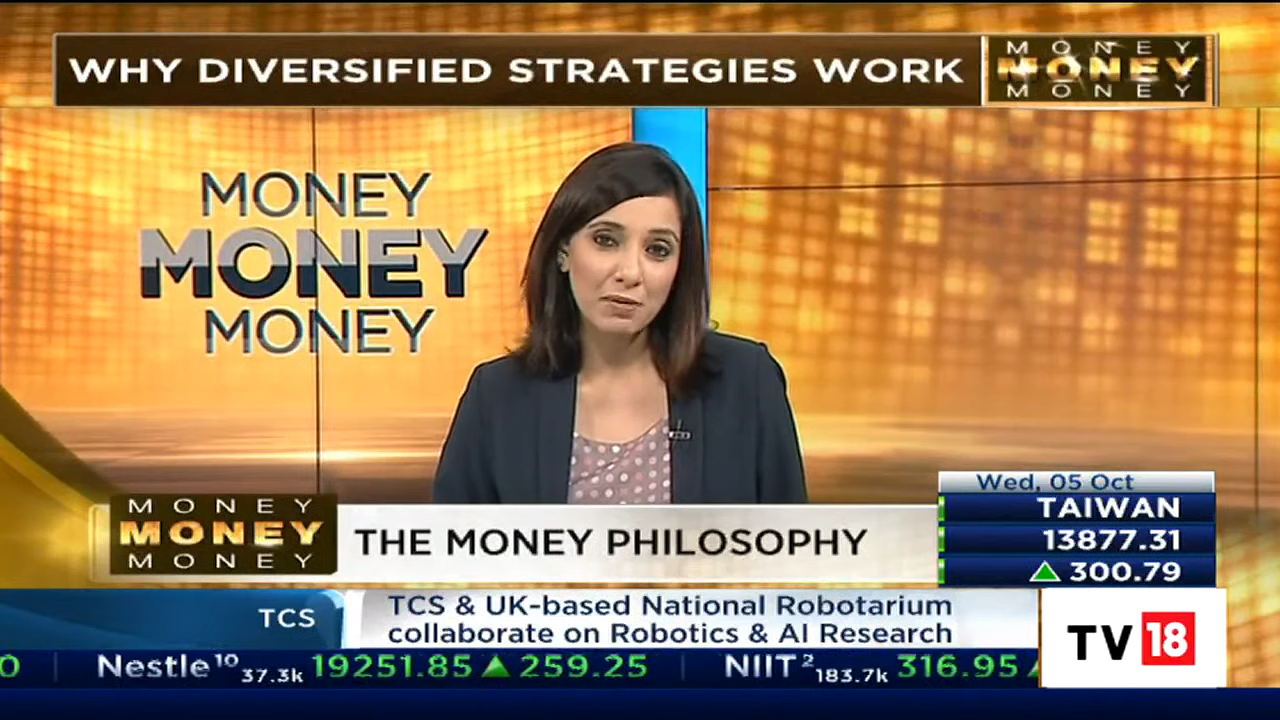 WHY DIVERSIFIED STRATEGIES WORK
MONEY
MONEY
MONEY
MONEY
MONEY
MONEY
Wed, 05 Oct
TAIWAN
13877.31
▲ 300.79
MONEY
MONEY
MONEY
THE MONEY PHILOSOPHY
TCS
TCS & UK-based National Robotarium
collaborate on Robotics & AI Research
TV18
0 Nestle 10 37.3k 19251.85 ▲ 259.25 NIIT 2 183.7k 316.95